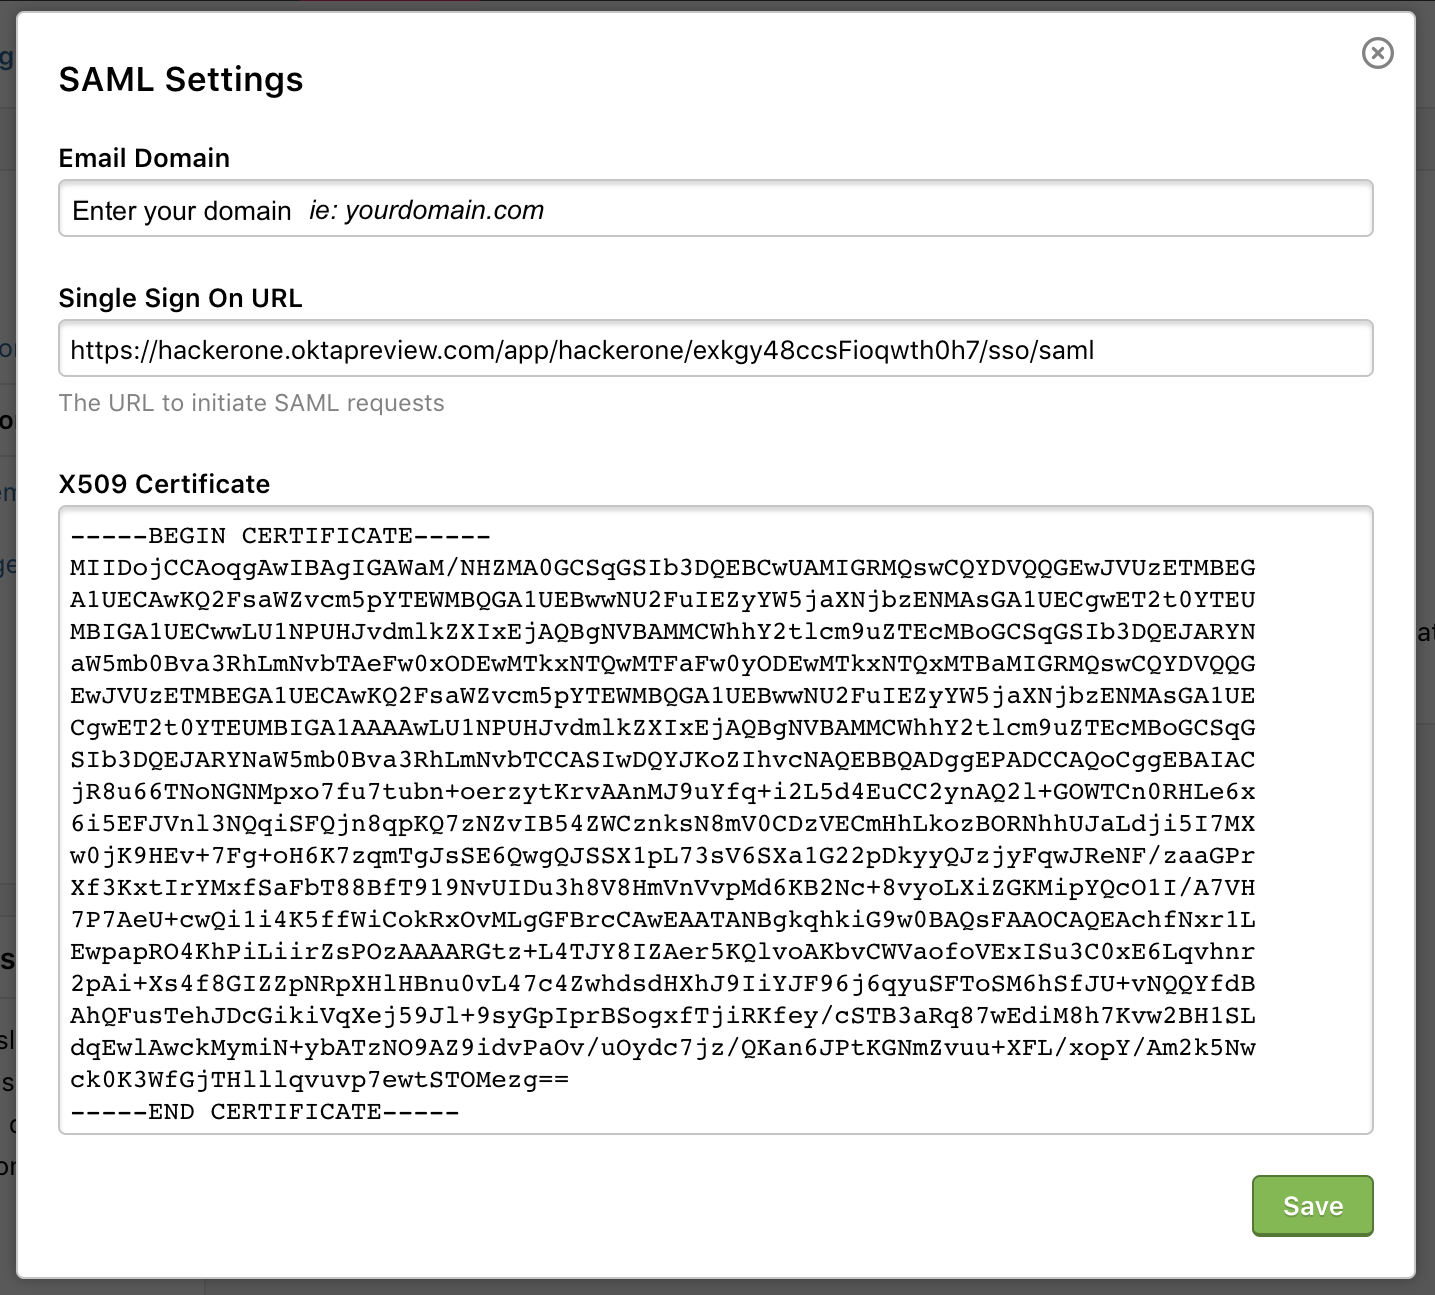 SAML Settings
Email Domain
Enter your domain ie: yourdomain.com
Single Sign On URL
https://hackerone.oktapreview.com/app/hackerone/exkgy48ccsFioqwth0h7/sso/saml
The URL to initiate SAML requests
X509 Certificate
-----BEGIN CERTIFICATE-----
MIIDojCCAoqgAwIBAgIGAWaM/NHZMA0GCSqGSIb3DQEBCwUAMIGRMQswCQYDVQQGEwJVUzETMBEG
A1UECAwKQ2FsaWZvcm5pYTEWMBQGA1UEBwwNU2FuIEZyYW5jaXNjbzENMAsGA1UECgwET2t0YTEU
MBIGA1UECwwLU1NPUHJvdmlkZXIxEjAQBgNVBAMMCWhhY2tlcm9uZTEcMBoGCSqGSIb3DQEJARYN
aW5mb0Bva3RhLmNvbTAeFw0xODEwMTkxNTQwMTFaFw0yODEwMTkxNTQxMTBaMIGRMQswCQYDVQQG
EwJVUzETMBEGA1UECAwKQ2FsaWZvcm5pYTEWMBQGA1UEBwwNU2FuIEZyYW5jaXNjbzENMAsGA1UE
CgwET2t0YTEUMBIGA1AAAAwLU1NPUHJvdmlkZXIxEjAQBgNVBAMMCWhhY2tlcm9uZTEcMBoGCSqG
SIb3DQEJARYNaW5mb0Bva3RhLmNvbTCCASIwDQYJKoZIhvcNAQEBBQADggEPADCCAQoCggEBAIAC
jR8u66TNoNGNMpxo7fu7tubn+oerzytKrvAAnMJ9uYfq+i2L5d4EuCC2ynAQ2l+GOWTCn0RHLe6x
6i5EFJVnl3NQqiSFQjn8qpKQ7zNZvIB54ZWCznksN8mV0CDzVECmHhLkozBORNhhUJaLdji5I7MX
w0jK9HEv+7Fg+oH6K7zqmTgJsSE6QwgQJSSX1pL73sV6SXa1G22pDkyyQJzjyFqwJReNF/zaaGPr
Xf3KxtIrYMxfSaFbT88BfT919NvUIDu3h8V8HmVnVvpMd6KB2Nc+8vyoLXiZGKMipYQcO1I/A7VH
7P7AeU+cwQi1i4K5ffWiCokRxOvMLgGFBrcCAwEAATANBgkqhkiG9w0BAQsFAAOCAQEAchfNxr1L
EwpapRO4KhPiLiirZsPOzAAAARGtz+L4TJY8IZAer5KQlvoAKbvCWVaofoVExISu3C0xE6Lqvhnr
2pAi+Xs4f8GIZZpNRpXHlHBnu0vL47c4ZwhdsdHXhJ9IiYJF96j6qyuSFToSM6hSfJU+vNQQYfdB
AhQFusTehJDcGikiVqXej59Jl+9syGpIprBSogxfTjiRKfey/cSTB3aRq87wEdiM8h7Kvw2BH1SL
dqEwlAwckMymiN+ybATzNO9AZ9idvPaOv/uOydc7jz/QKan6JPtKGNmZvuu+XFL/xopY/Am2k5Nw
ck0K3WfGjTHlllqvuvp7ewtSTOMezg==
-----END CERTIFICATE-----
Save